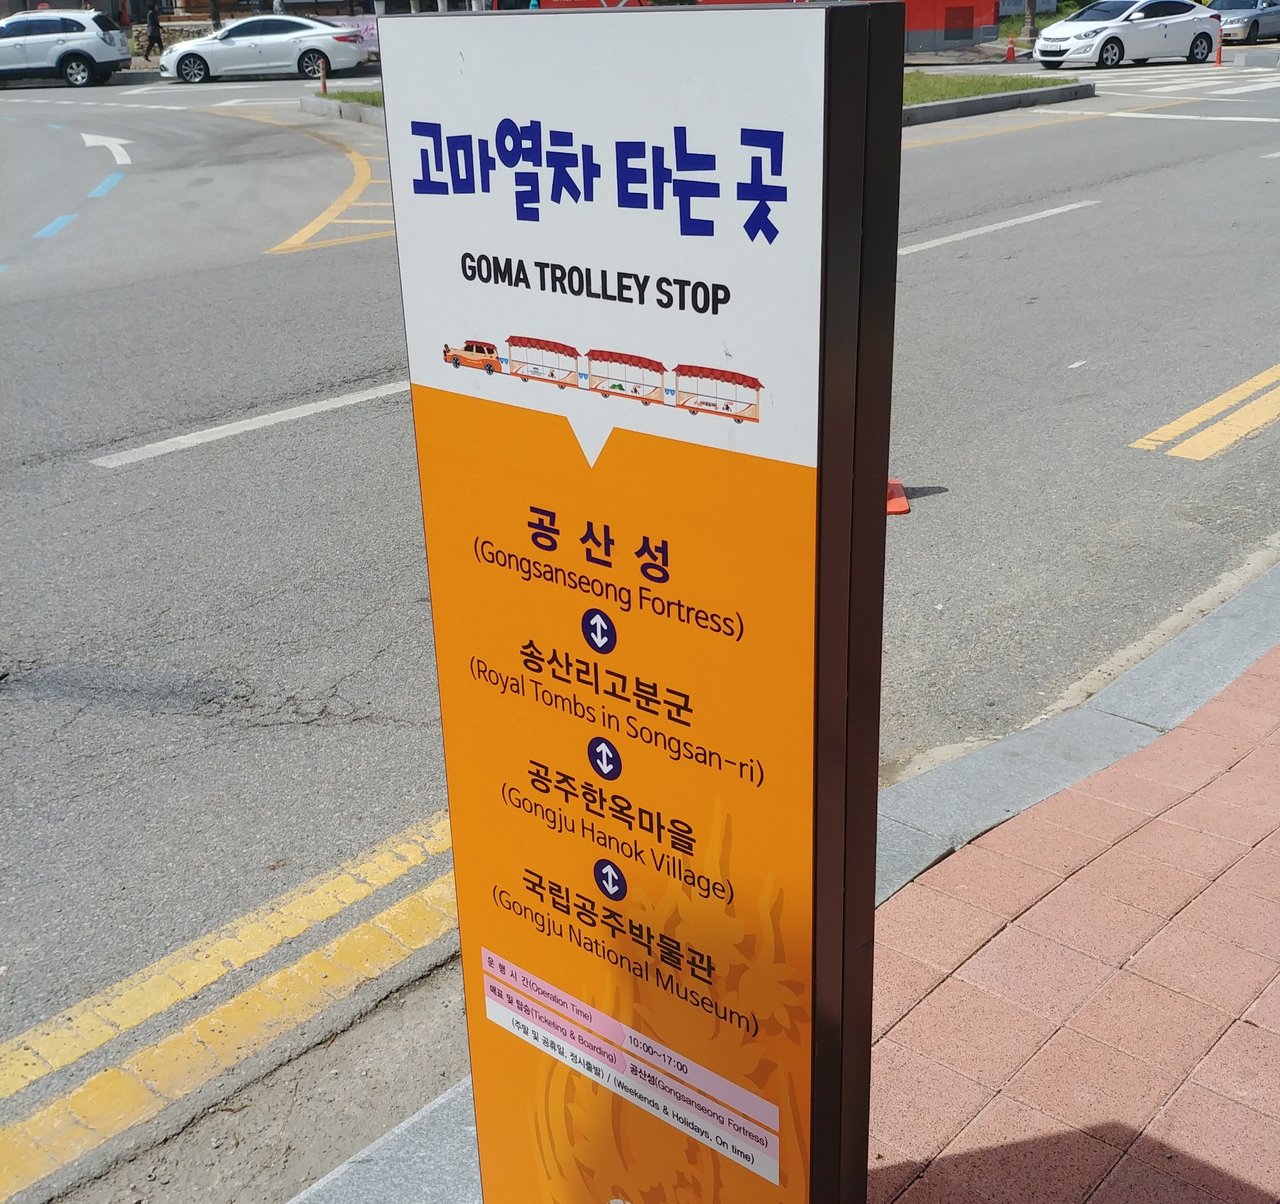 고마열차 타는 곳
GOMA TROLLEY STOP
공산성
(Gongsanseong Fortress)
송산리고분군
(Royal Tombs in Songsan-ri)
공주한옥마을
(Gongju Hanok Village)
국립공주박물관
(Gongju National Museum)
운행시간(Operation Time) 10:00~17:00
매표 및 탑승(Ticketing & Boarding) 공산성(Gongsanseong Fortress)
(주말 및 공휴일, 정시출발) / (Weekends & Holidays, On time)